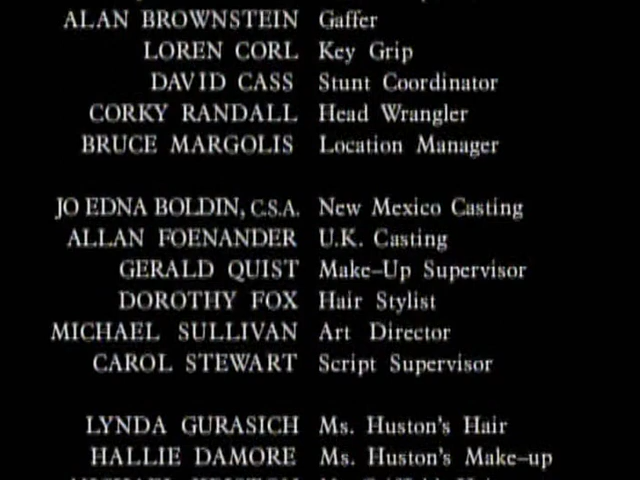 ALAN BROWNSTEIN Gaffer
LOREN CORL Key Grip
DAVID CASS Stunt Coordinator
CORKY RANDALL Head Wrangler
BRUCE MARGOLIS Location Manager
JO EDNA BOLDIN, C.S.A. New Mexico Casting
ALLAN FOENANDER U.K. Casting
GERALD QUIST Make-Up Supervisor
DOROTHY FOX Hair Stylist
MICHAEL SULLIVAN Art Director
CAROL STEWART Script Supervisor
LYNDA GURASICH Ms. Huston's Hair
HALLIE DAMORE Ms. Huston's Make-up